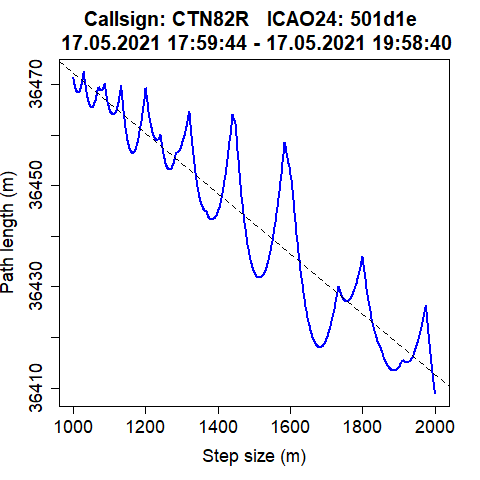 Callsign: CTN82R   ICAO24: 501d1e
17.05.2021 17:59:44 - 17.05.2021 19:58:40
Path length (m)
36470
36450
36430
36410
1000 1200 1400 1600 1800 2000
Step size (m)